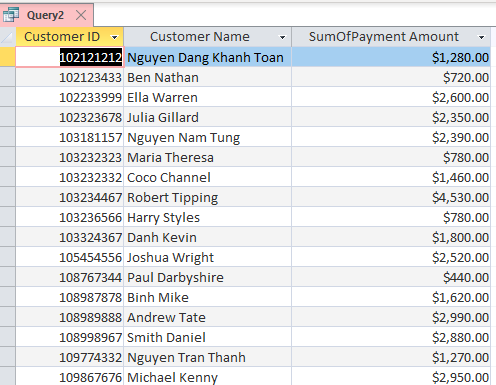 Query2
Customer ID Customer Name SumOfPayment Amount
102121212 Nguyen Dang Khanh Toan $1,280.00
102123433 Ben Nathan $720.00
102233999 Ella Warren $2,600.00
102323678 Julia Gillard $2,350.00
103181157 Nguyen Nam Tung $2,390.00
103232323 Maria Theresa $780.00
103232332 Coco Channel $1,460.00
103234467 Robert Tipping $4,530.00
103236566 Harry Styles $780.00
103324367 Danh Kevin $1,800.00
105454556 Joshua Wright $2,520.00
108767344 Paul Darbyshire $440.00
108987878 Binh Mike $1,620.00
108989888 Andrew Tate $2,990.00
108998967 Smith Daniel $2,880.00
109774332 Nguyen Tran Thanh $1,270.00
109867676 Michael Kenny $2,950.00